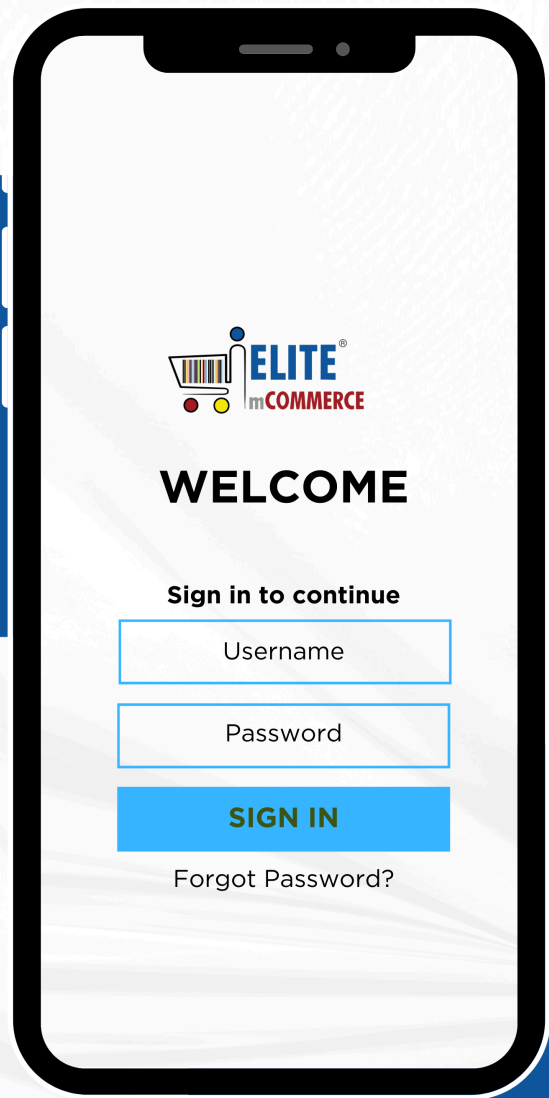 ELITE®
mCOMMERCE
WELCOME
Sign in to continue
Username
Password
SIGN IN
Forgot Password?